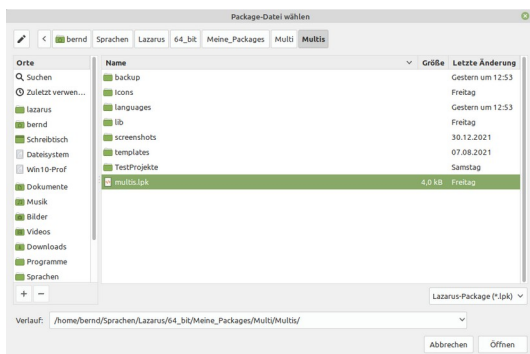 Package-Datei wählen
bernd Sprachen Lazarus 64_bit Meine_Packages Multi Multis
Orte Name Größe Letzte Änderung
Suchen backup Gestern um 12:53
Zuletzt verwen... Icons Freitag
lazarus languages Gestern um 12:53
bernd lib Freitag
Schreibtisch screenshots 30.12.2021
Dateisystem templates 07.08.2021
Win10-Prof TestProjekte Samstag
Dokumente multis.lpk 4,0 kB Freitag
Musik
Bilder
Videos
Downloads
Programme
Sprachen
Lazarus-Package (*.lpk)
Verlauf: /home/bernd/Sprachen/Lazarus/64_bit/Meine_Packages/Multi/Multis/
Abbrechen Öffnen